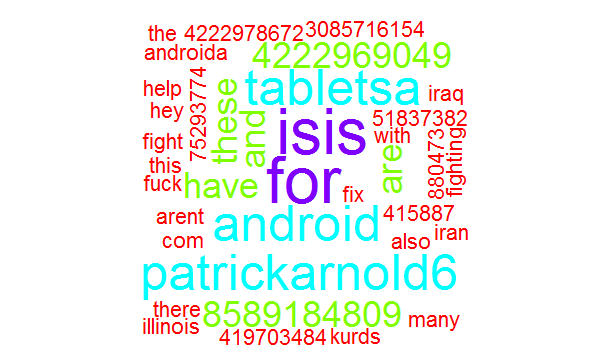 the 4222978672 3085716154
androida 4222969049
help tabletsa iraq
hey 75293774 these and isis 51837382
fight with 880473 fighting
this are
fuck have for fix
arent android 415887
com also iran
patrickarnold6
there 8589184809 many
illinois 419703484 kurds